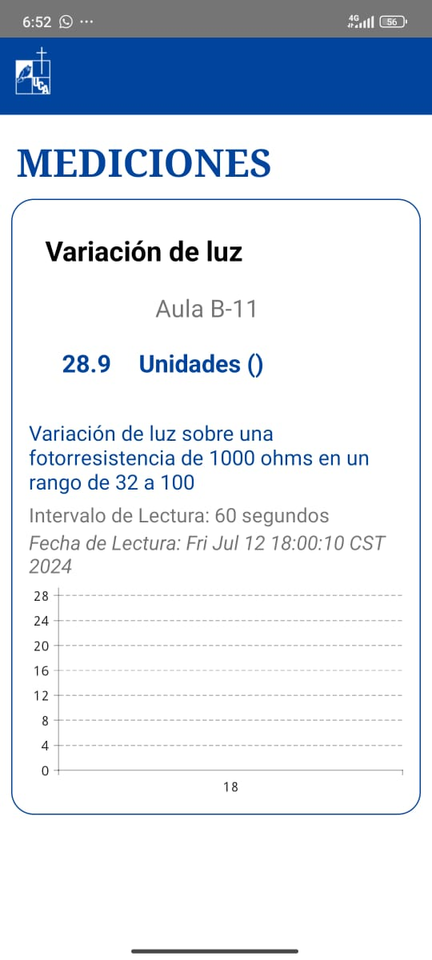 6:52 ...
4G 56
UCA
MEDICIONES
Variación de luz
Aula B-11
28.9 Unidades ()
Variación de luz sobre una
fotorresistencia de 1000 ohms en un
rango de 32 a 100
Intervalo de Lectura: 60 segundos
Fecha de Lectura: Fri Jul 12 18:00:10 CST
2024
28
24
20
16
12
8
4
0
18